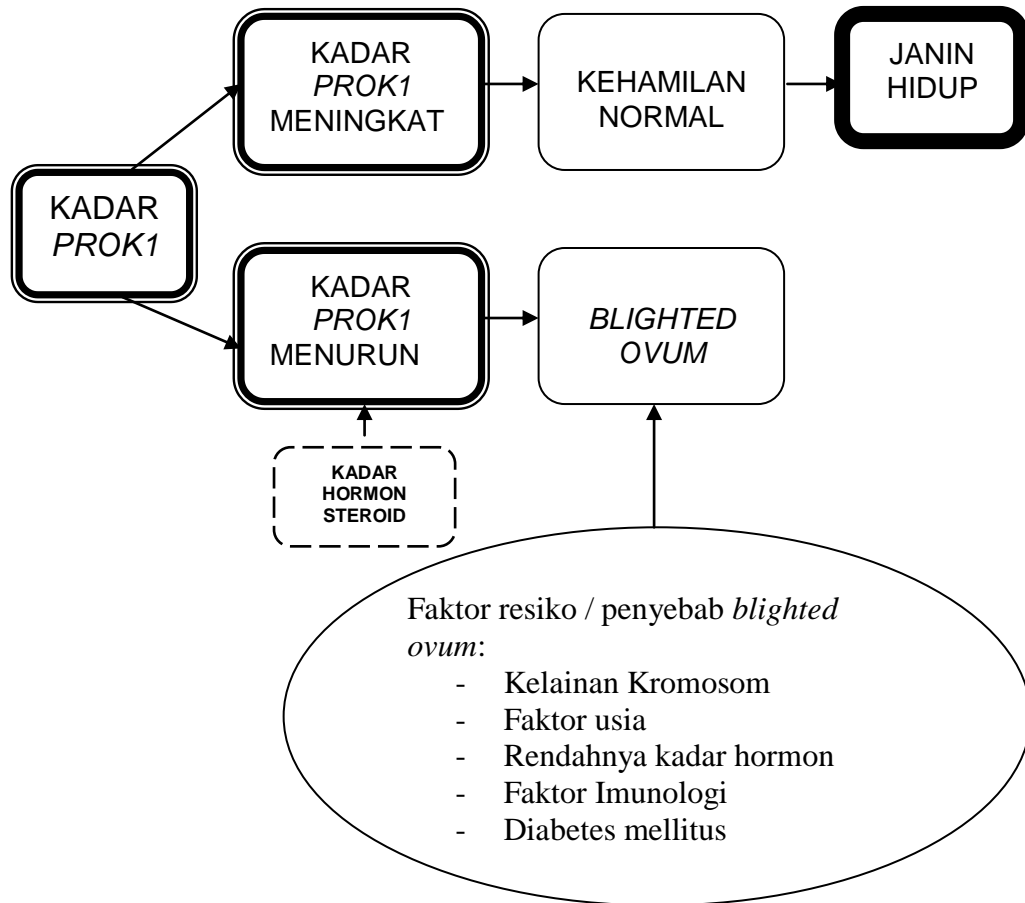 KADAR
PROK1
MENINGKAT
KEHAMILAN
NORMAL
JANIN
HIDUP
KADAR
PROK1
KADAR
PROK1
MENURUN
BLIGHTED
OVUM
KADAR
HORMON
STEROID
Faktor resiko / penyebab blighted
ovum:
- Kelainan Kromosom
- Faktor usia
- Rendahnya kadar hormon
- Faktor Imunologi
- Diabetes mellitus